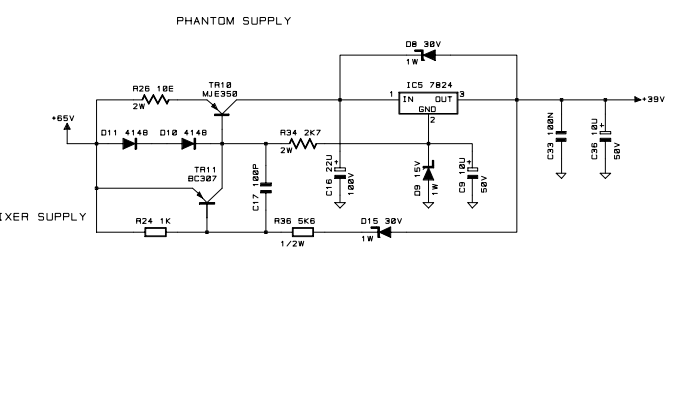 PHANTOM SUPPLY
D8 30V
1W
R26 10E
2W
TR10
MJE350
IC5 7824
1
IN
OUT
3
GND
2
+39V
+65V
D11 4148
D10 4148
R34 2K7
2W
C33 100N
C36 10U
+
50V
TR11
BC307
C17 100P
C16 22U
+
100V
D9 15V
1W
C9 10U
+
50V
IXER SUPPLY
R24 1K
R36 5K6
1/2W
D15 30V
1W